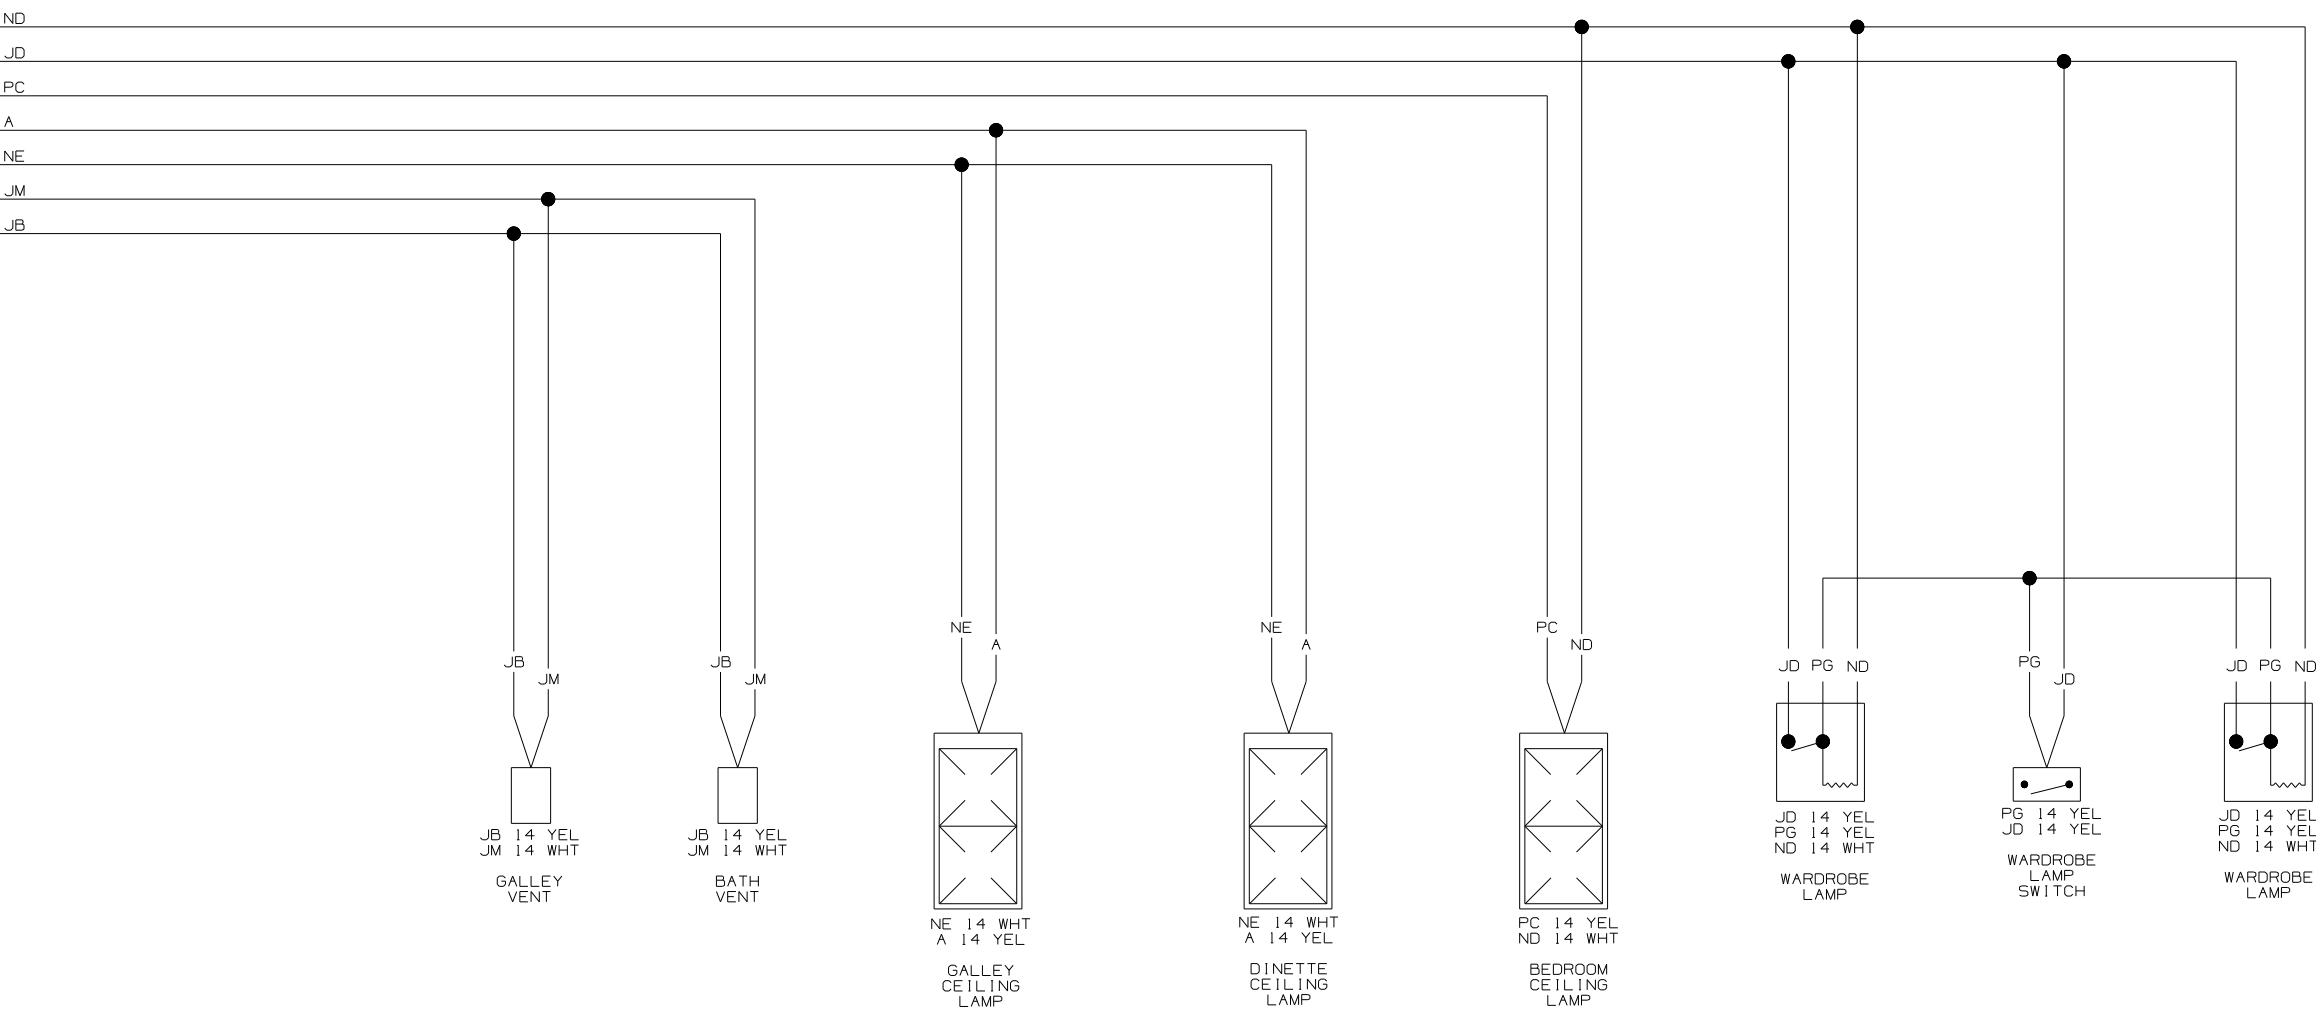 ND
JD
PC
A
NE
JM
JB
NE
NE
PC
A
A
ND
JB
JM
JB
JM
JD PG ND
PG
JD
JD PG ND
JB 14 YEL
JM 14 WHT
GALLEY
VENT
JB 14 YEL
JM 14 WHT
BATH
VENT
NE 14 WHT
A 14 YEL
GALLEY
CEILING
LAMP
NE 14 WHT
A 14 YEL
DINETTE
CEILING
LAMP
PC 14 YEL
ND 14 WHT
BEDROOM
CEILING
LAMP
JD 14 YEL
PG 14 YEL
ND 14 WHT
WARDROBE
LAMP
PG 14 YEL
JD 14 YEL
WARDROBE
LAMP
SWITCH
JD 14 YEL
PG 14 YEL
ND 14 WHT
WARDROBE
LAMP